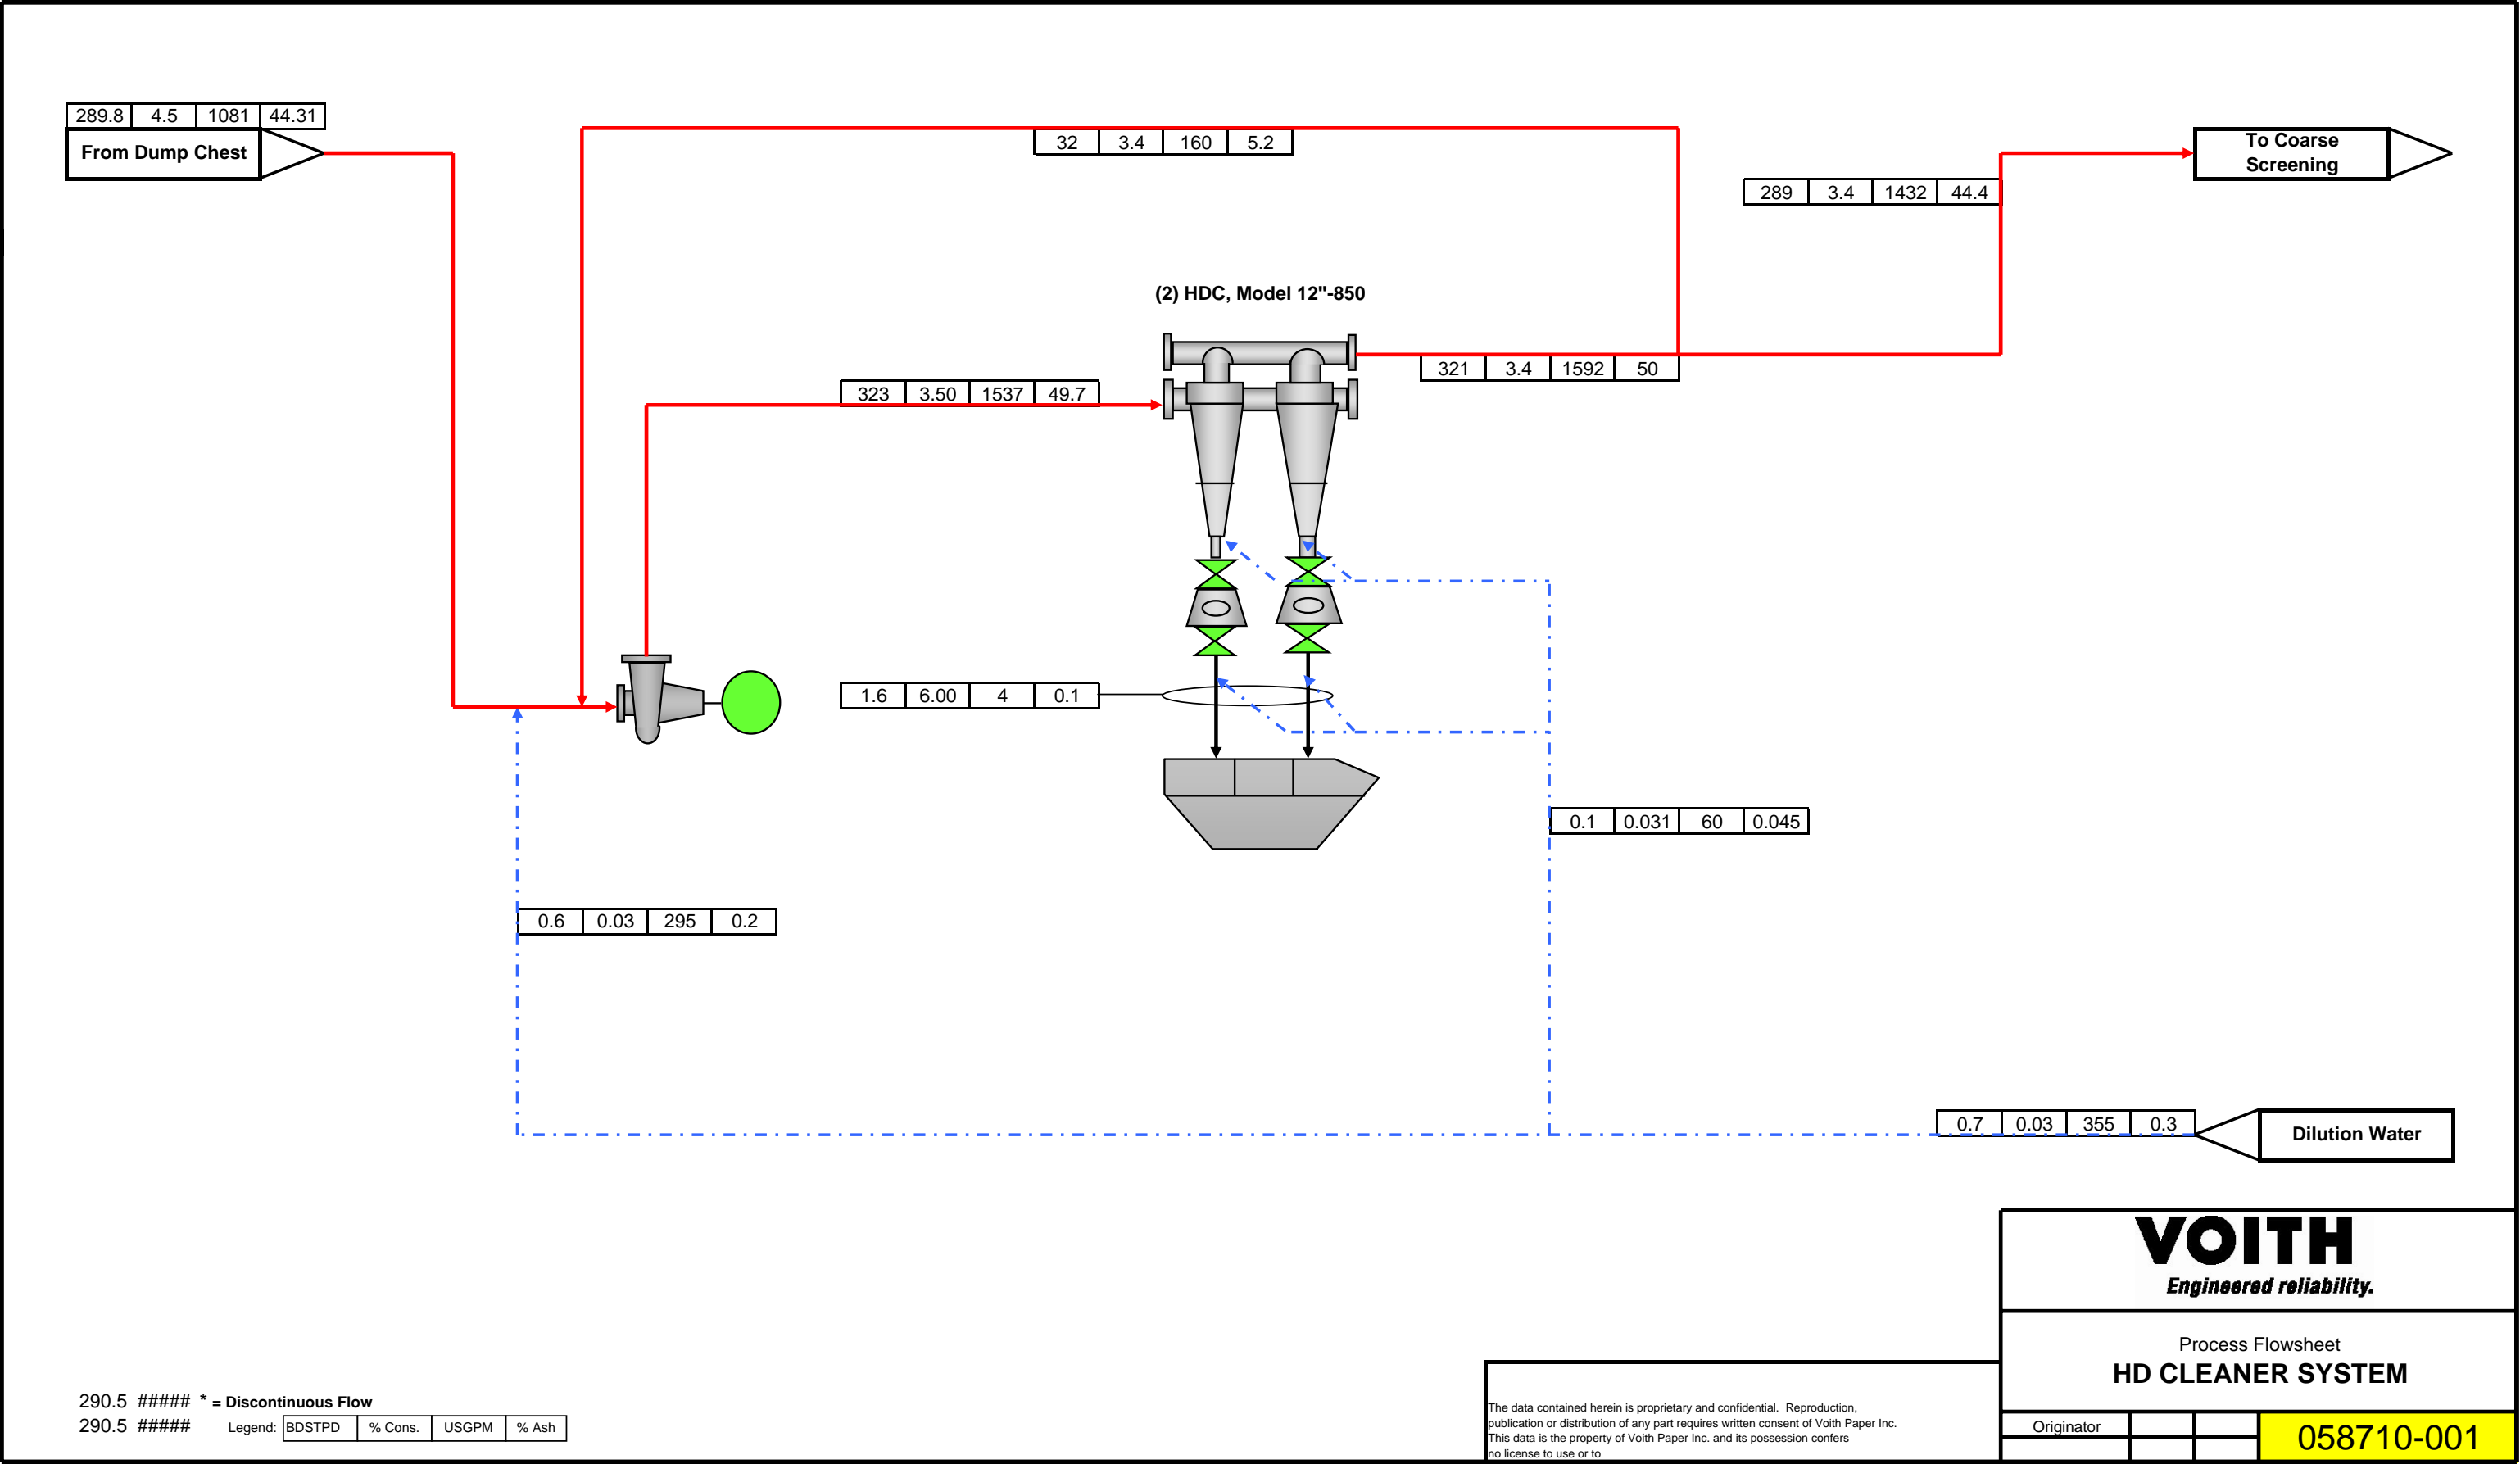 289.8 4.5 1081 44.31
From Dump Chest
32 3.4 160 5.2
To Coarse
Screening
289 3.4 1432 44.4
(2) HDC, Model 12"-850
321 3.4 1592 50
323 3.50 1537 49.7
1.6 6.00 4 0.1
0.1 0.031 60 0.045
0.6 0.03 295 0.2
0.7 0.03 355 0.3
Dilution Water
VOITH
Engineered reliability.
Process Flowsheet
HD CLEANER SYSTEM
290.5 ##### * = Discontinuous Flow
290.5 ##### Legend: BDSTPD % Cons. USGPM % Ash
The data contained herein is proprietary and confidential. Reproduction,
publication or distribution of any part requires written consent of Voith Paper Inc.
This data is the property of Voith Paper Inc. and its possession confers
no license to use or to
Originator
058710-001